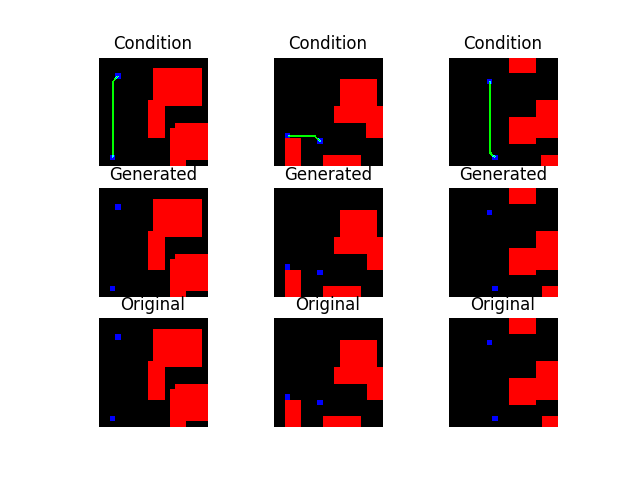 Condition Condition Condition
Generated Generated Generated
Original Original Original